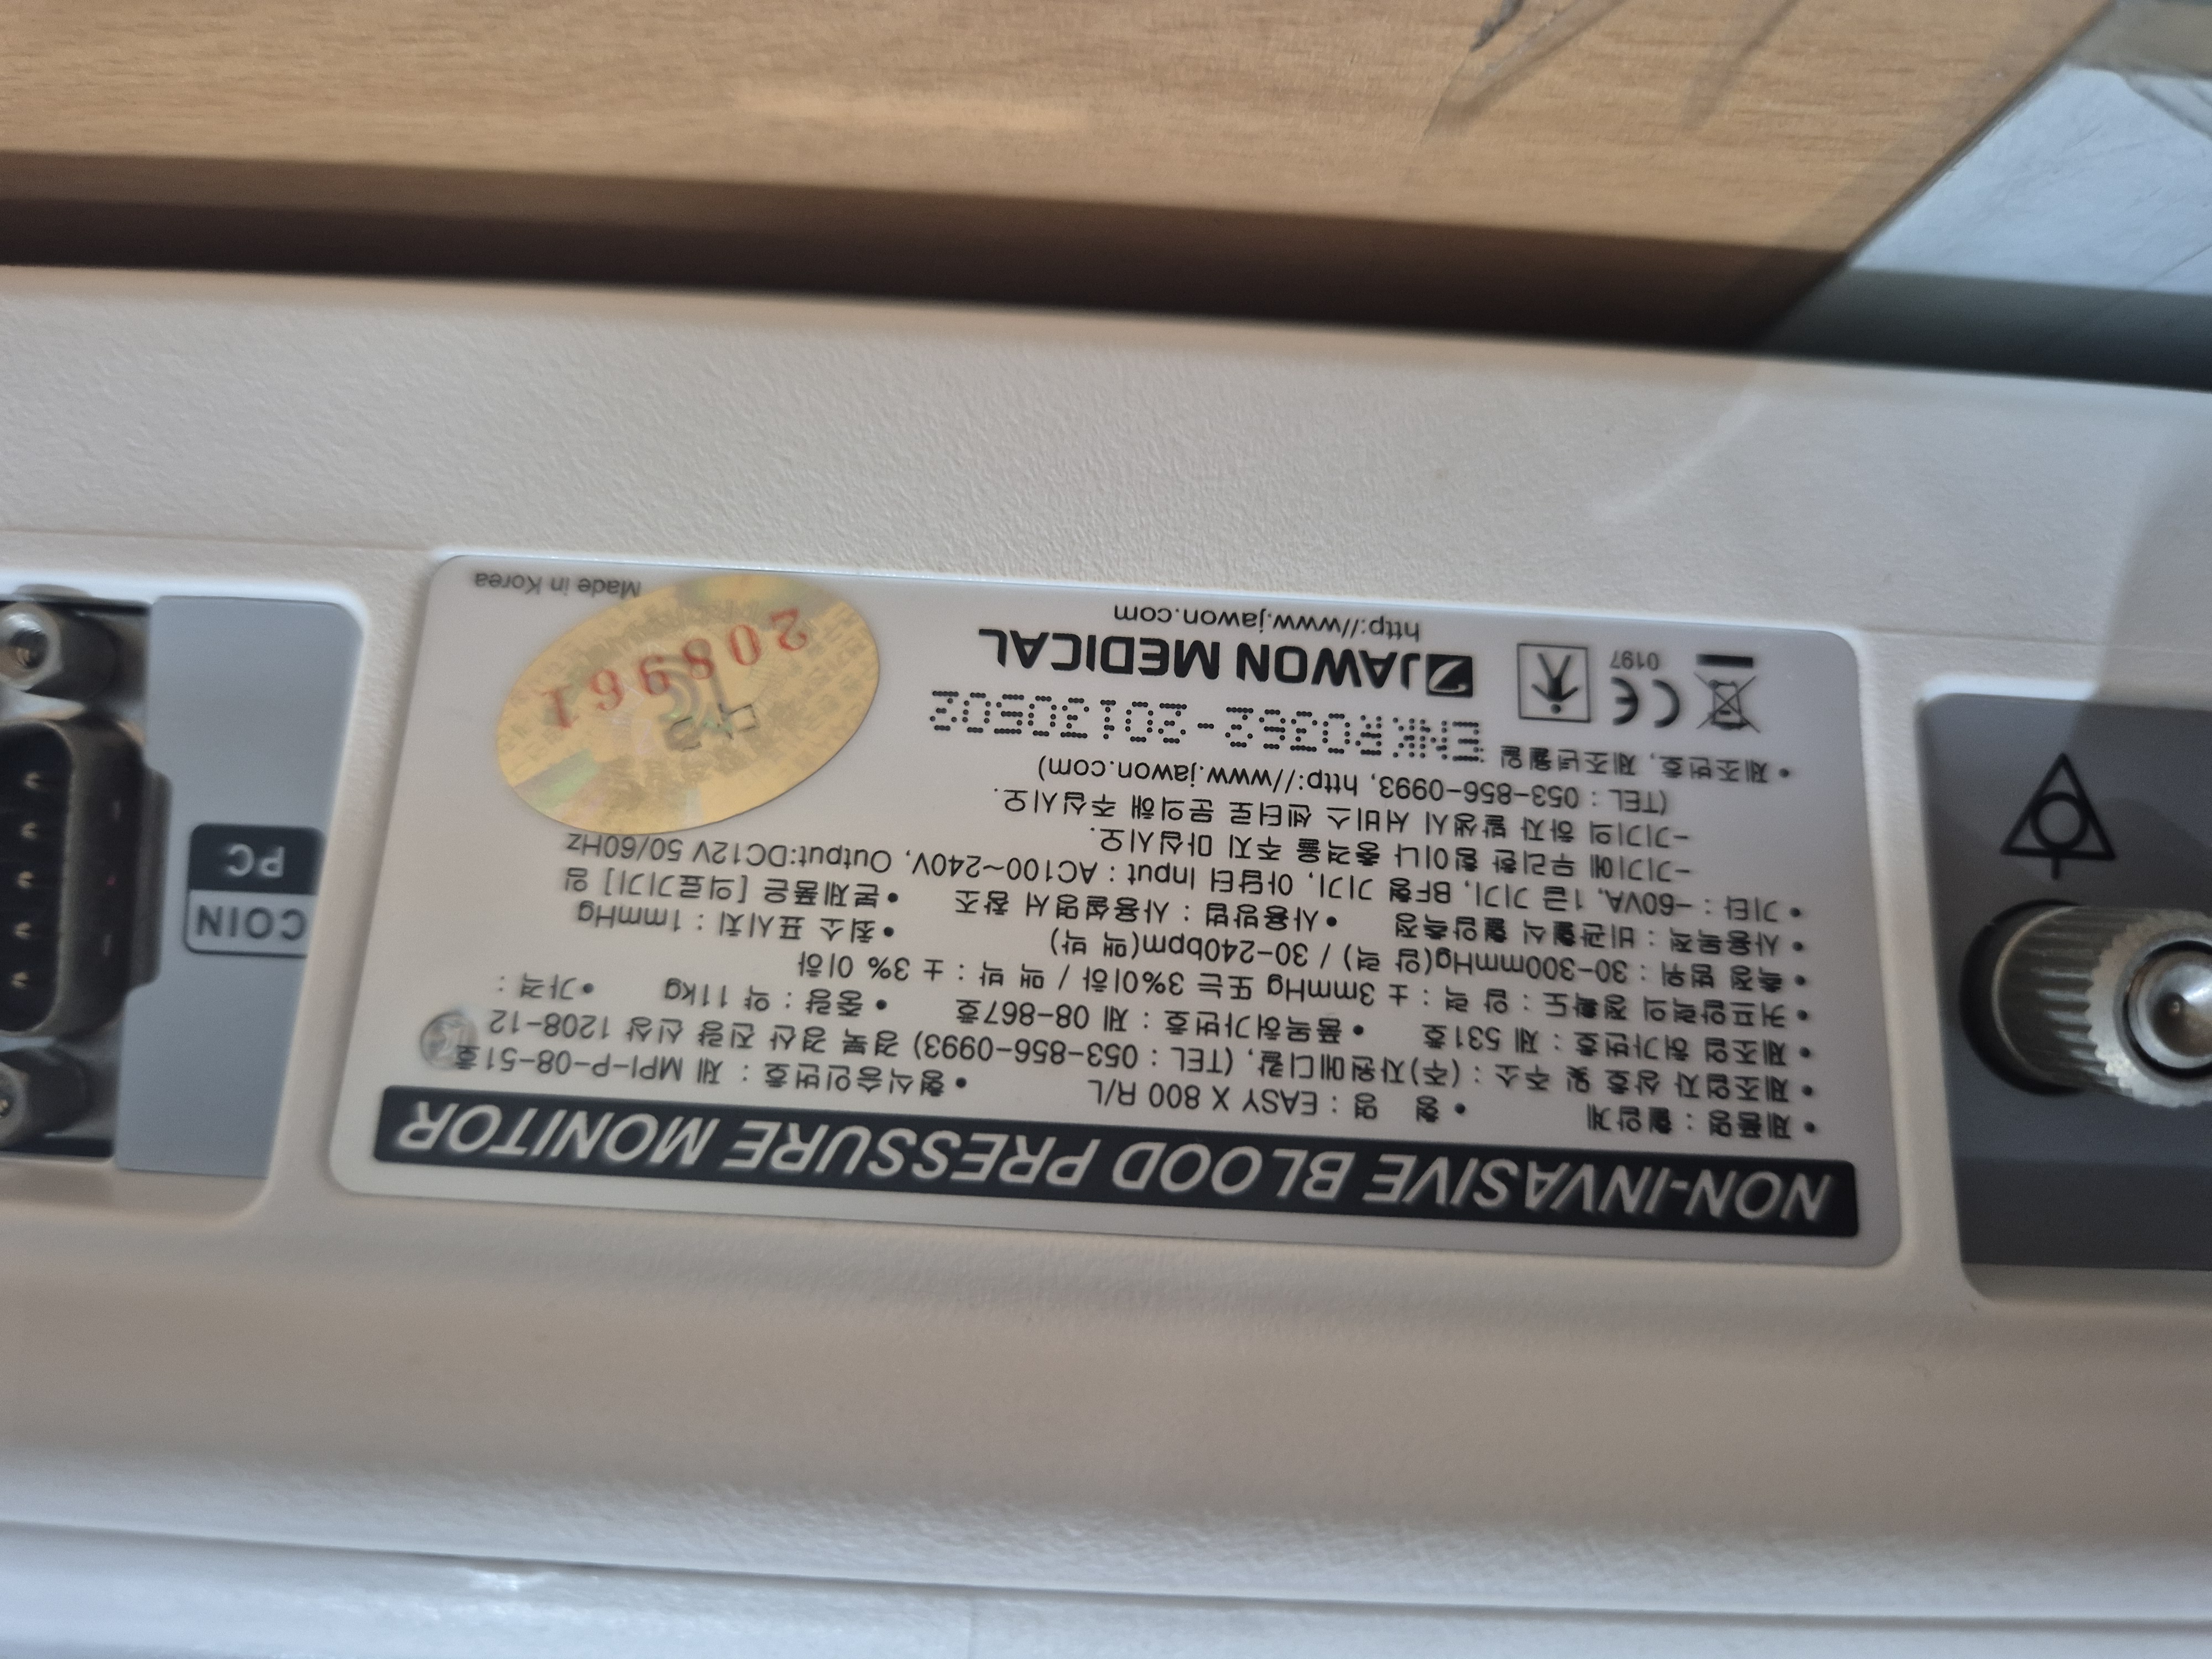 NON-INVASIVE BLOOD PRESSURE MONITOR
• 제품명 : 혈압계 • 형 명 : EASY X 800 R/L • 형식승인번호 : 제 MPI-P-08-51호
• 제조업자 상호 및 주소 : (주)자원메디칼, (TEL : 053-856-0993) 경북 경산 진량 신상 1208-12
• 제조업 허가번호 : 제 531호 • 품목허가번호 : 제 08-867호 • 중량 : 약 11kg • 가격 :
• 커프압력의 정확도 : 압 력 : ± 3mmHg 또는 3%이하 / 맥 박 : ± 3% 이하
• 측정 범위 : 30-300mmHg(압 력) / 30-240bpm(맥 박) • 최소 표시치 : 1mmHg
• 사용목적 : 비관혈식 혈압측정 • 사용방법 : 사용설명서 참조 • 본제품은 [의료기기] 임
• 기타 : -60VA, 1급 기기, BF형 기기, 아답터 Input : AC100~240V, Output:DC12V 50/60Hz
-기기에 무리한 힘이나 충격을 주지 마십시오.
-기기의 하자 발생시 서비스 센터로 문의해 주십시오.
(TEL : 053-856-0993, http://www.jawon.com)
• 제조번호, 제조년월일 ENKR0362-20130502
CE 0197
JAWON MEDICAL
http://www.jawon.com
208961
Made in Korea
COIN
PC